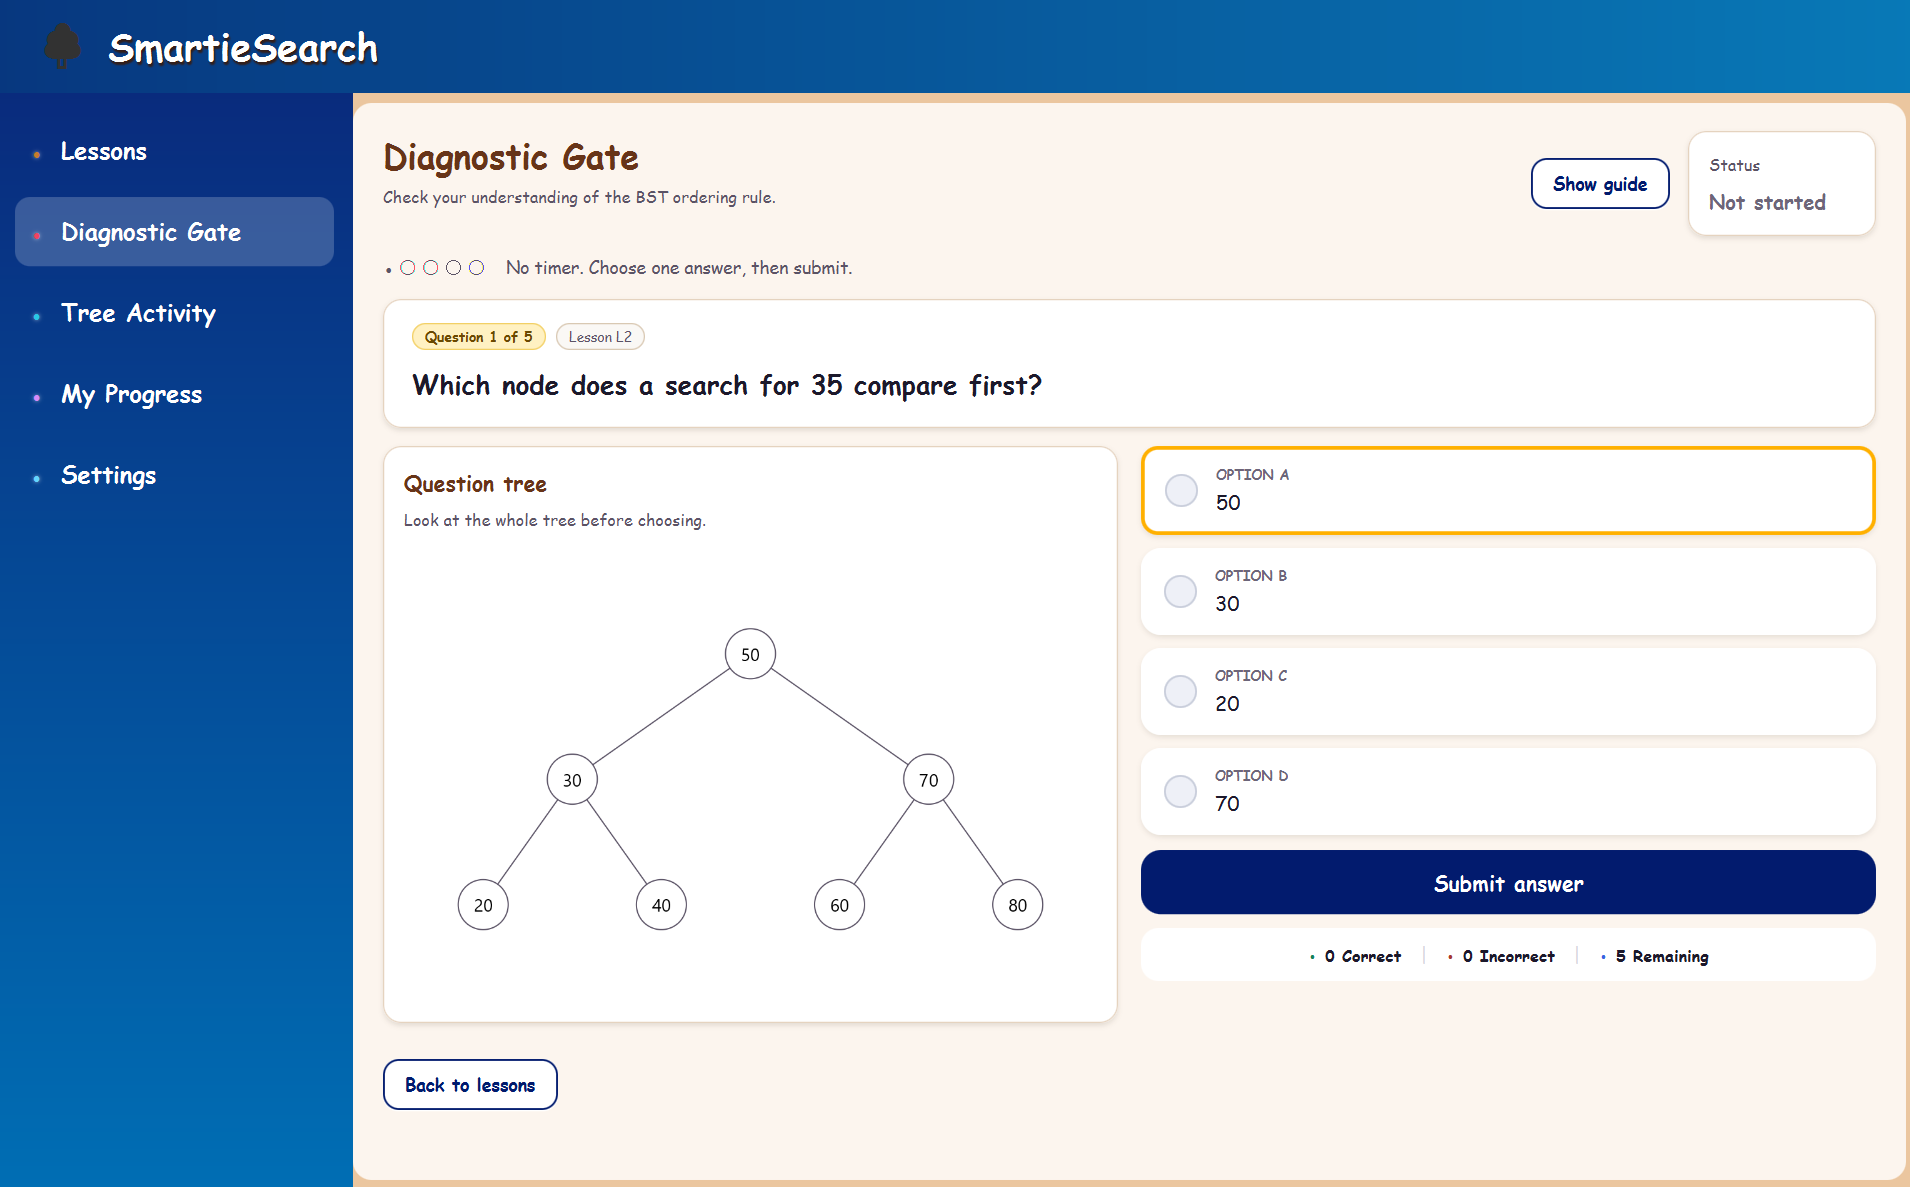 SmartieSearch
Lessons
Diagnostic Gate
Tree Activity
My Progress
Settings
Diagnostic Gate
Check your understanding of the BST ordering rule.
Show guide
Status
Not started
No timer. Choose one answer, then submit.
Question 1 of 5
Lesson L2
Which node does a search for 35 compare first?
Question tree
Look at the whole tree before choosing.
50
30
70
20
40
60
80
OPTION A
50
OPTION B
30
OPTION C
20
OPTION D
70
Submit answer
0 Correct
0 Incorrect
5 Remaining
Back to lessons